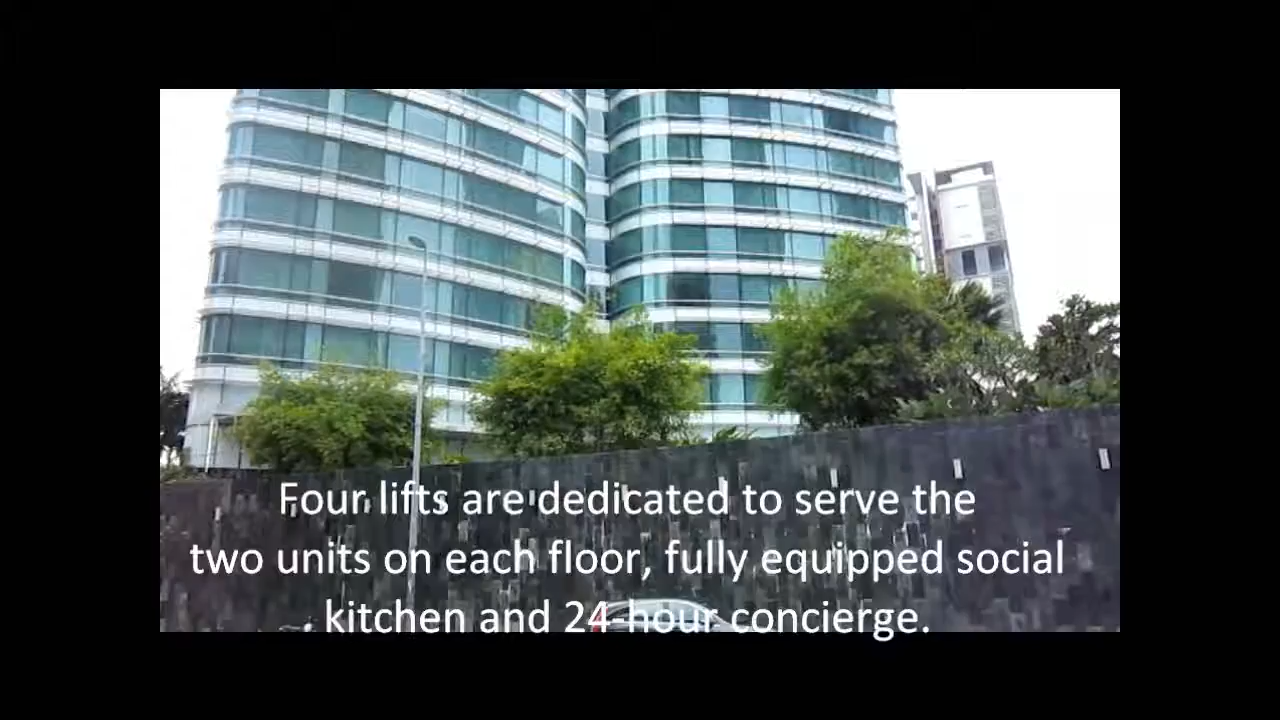 Four lifts are dedicated to serve the
two units on each floor, fully equipped social
kitchen and 24-hour concierge.